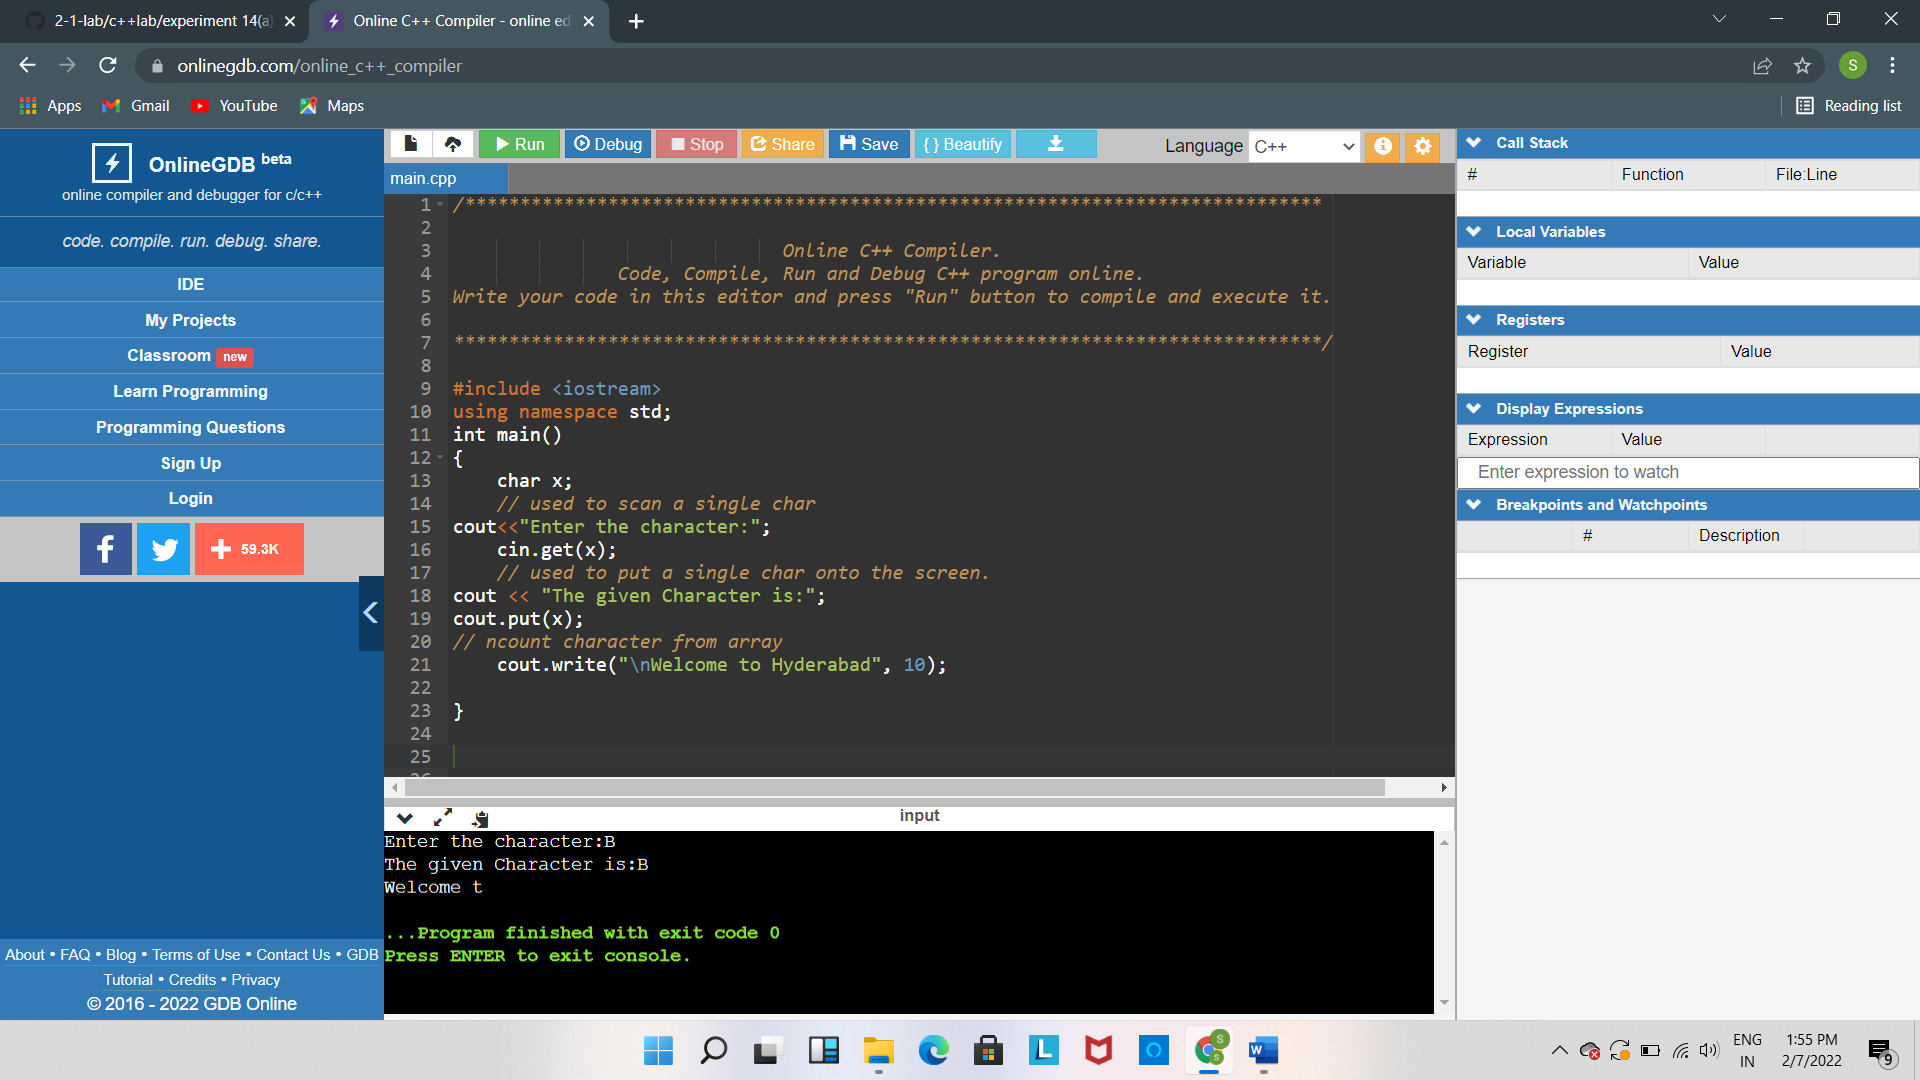 2-1-lab/c++lab/experiment 14(a)
Online C++ Compiler - online ed
onlinegdb.com/online_c++_compiler
S
Apps
Gmail
YouTube
Maps
Reading list
OnlineGDB beta
online compiler and debugger for c/c++
code. compile. run. debug. share.
IDE
My Projects
Classroom new
Learn Programming
Programming Questions
Sign Up
Login
59.3K
About • FAQ • Blog • Terms of Use • Contact Us • GDB
Tutorial • Credits • Privacy
© 2016 - 2022 GDB Online
Run
Debug
Stop
Share
Save
{ } Beautify
Language C++
main.cpp
1 /******************************************************************************
2
3 Online C++ Compiler.
4 Code, Compile, Run and Debug C++ program online.
5 Write your code in this editor and press "Run" button to compile and execute it.
6
7 *******************************************************************************/
8
9 #include <iostream>
10 using namespace std;
11 int main()
12 {
13 char x;
14 // used to scan a single char
15 cout<<"Enter the character:";
16 cin.get(x);
17 // used to put a single char onto the screen.
18 cout << "The given Character is:";
19 cout.put(x);
20 // ncount character from array
21 cout.write("\nWelcome to Hyderabad", 10);
22
23 }
24
25
input
Enter the character:B
The given Character is:B
Welcome t
...Program finished with exit code 0
Press ENTER to exit console.
Call Stack
# Function File:Line
Local Variables
Variable Value
Registers
Register Value
Display Expressions
Expression Value
Enter expression to watch
Breakpoints and Watchpoints
# Description
ENG
IN
1:55 PM
2/7/2022
9